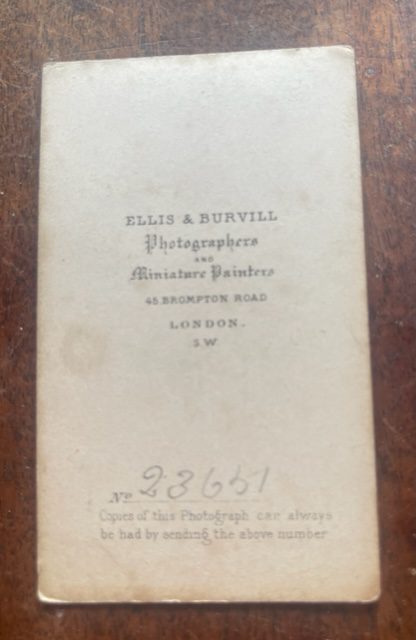 ELLIS & BURVILL
Photographers
AND
Miniature Painters
45 BROMPTON ROAD
LONDON.
S.W
No 23651
Copies of this Photograph can always
be had by sending the above number